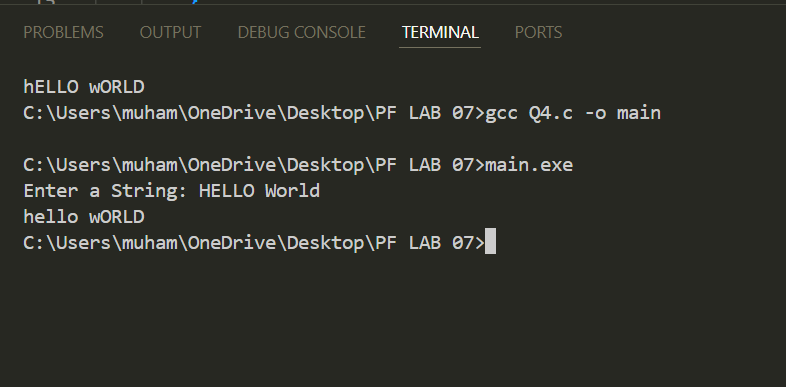 PROBLEMS OUTPUT DEBUG CONSOLE TERMINAL PORTS
hELLO wORLD
C:\Users\muham\OneDrive\Desktop\PF LAB 07>gcc Q4.c -o main
C:\Users\muham\OneDrive\Desktop\PF LAB 07>main.exe
Enter a String: HELLO World
hello wORLD
C:\Users\muham\OneDrive\Desktop\PF LAB 07>